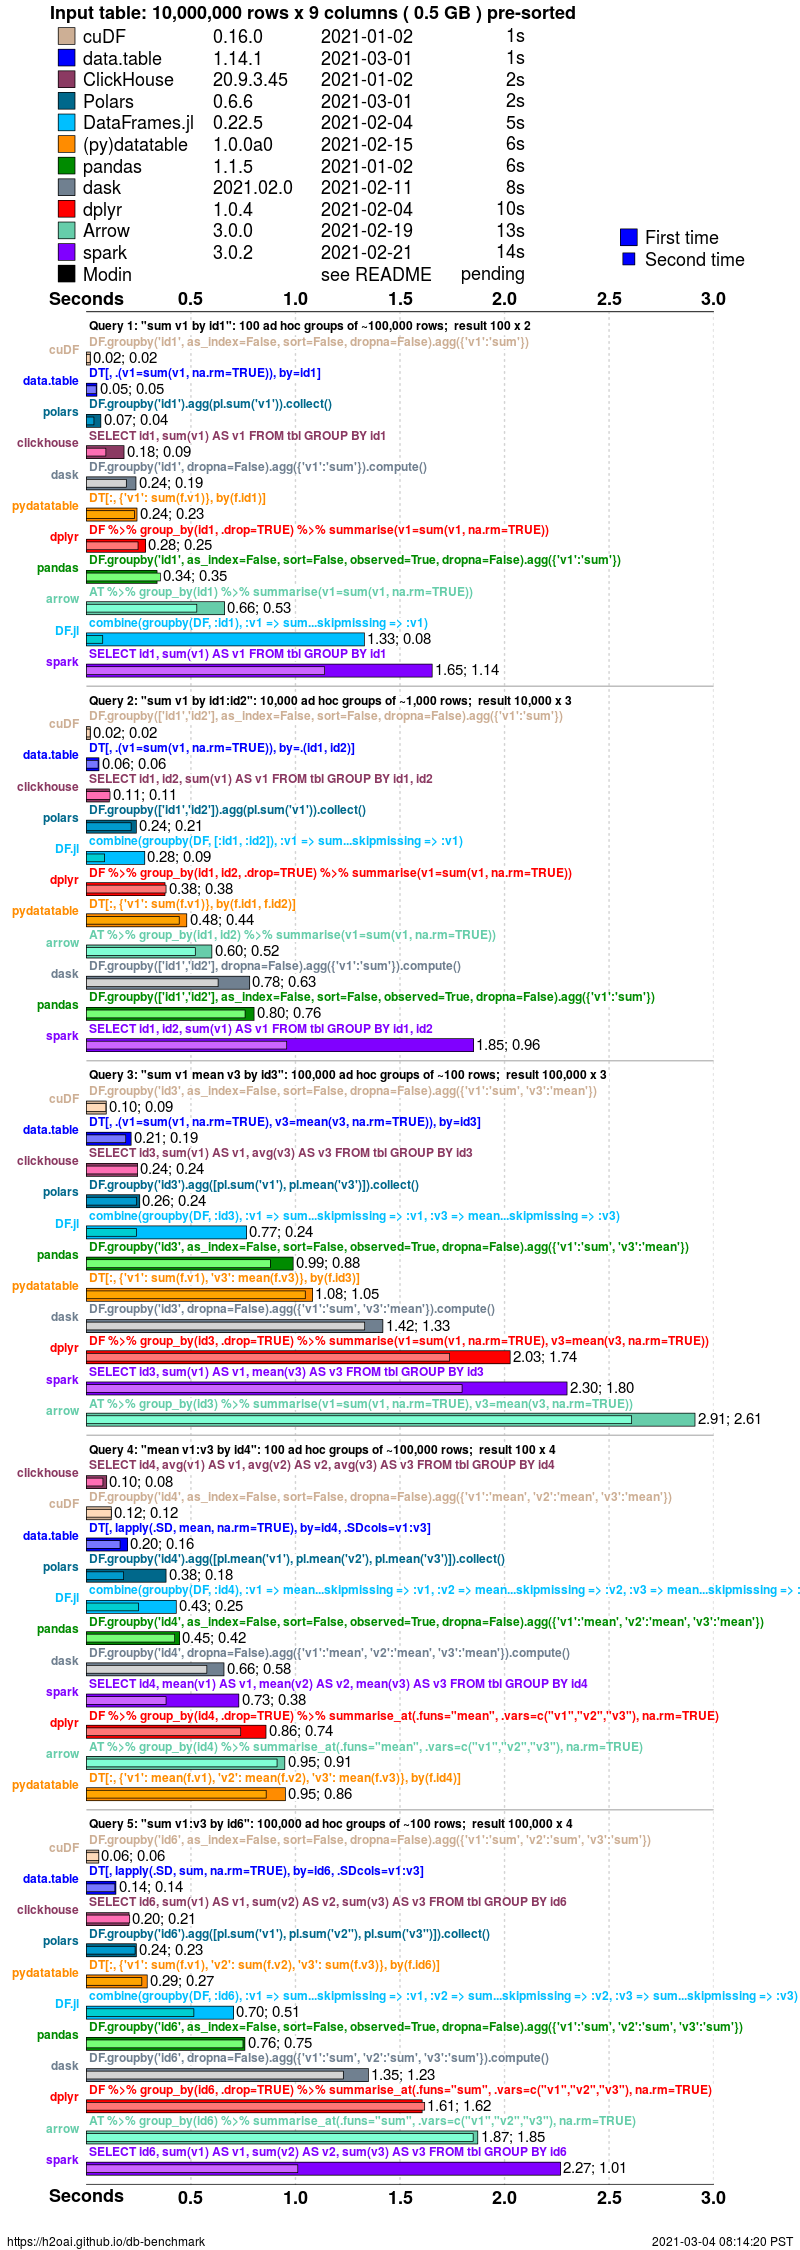 Input table: 10,000,000 rows x 9 columns ( 0.5 GB ) pre-sorted
cuDF 0.16.0 2021-01-02 1s
data.table 1.14.1 2021-03-01 1s
ClickHouse 20.9.3.45 2021-01-02 2s
Polars 0.6.6 2021-03-01 2s
DataFrames.jl 0.22.5 2021-02-04 5s
(py)datatable 1.0.0a0 2021-02-15 6s
pandas 1.1.5 2021-01-02 6s
dask 2021.02.0 2021-02-11 8s
dplyr 1.0.4 2021-02-04 10s
Arrow 3.0.0 2021-02-19 13s
spark 3.0.2 2021-02-21 14s
Modin see README pending
First time
Second time
Seconds 0.5 1.0 1.5 2.0 2.5 3.0
Query 1: "sum v1 by id1": 100 ad hoc groups of ~100,000 rows; result 100 x 2
DF.groupby('id1', as_index=False, sort=False, dropna=False).agg({'v1':'sum'})
cuDF 0.02; 0.02
DT[, .(v1=sum(v1, na.rm=TRUE)), by=id1]
data.table 0.05; 0.05
DF.groupby('id1').agg(pl.sum('v1')).collect()
polars 0.07; 0.04
SELECT id1, sum(v1) AS v1 FROM tbl GROUP BY id1
clickhouse 0.18; 0.09
DF.groupby('id1', dropna=False).agg({'v1':'sum'}).compute()
dask 0.24; 0.19
DT[:, {'v1': sum(f.v1)}, by(f.id1)]
pydatatable 0.24; 0.23
DF %>% group_by(id1, .drop=TRUE) %>% summarise(v1=sum(v1, na.rm=TRUE))
dplyr 0.28; 0.25
DF.groupby('id1', as_index=False, sort=False, observed=True, dropna=False).agg({'v1':'sum'})
pandas 0.34; 0.35
AT %>% group_by(id1) %>% summarise(v1=sum(v1, na.rm=TRUE))
arrow 0.66; 0.53
combine(groupby(DF, :id1), :v1 => sum...skipmissing => :v1)
DF.jl 1.33; 0.08
SELECT id1, sum(v1) AS v1 FROM tbl GROUP BY id1
spark 1.65; 1.14
Query 2: "sum v1 by id1:id2": 10,000 ad hoc groups of ~1,000 rows; result 10,000 x 3
DF.groupby(['id1','id2'], as_index=False, sort=False, dropna=False).agg({'v1':'sum'})
cuDF 0.02; 0.02
DT[, .(v1=sum(v1, na.rm=TRUE)), by=.(id1, id2)]
data.table 0.06; 0.06
SELECT id1, id2, sum(v1) AS v1 FROM tbl GROUP BY id1, id2
clickhouse 0.11; 0.11
DF.groupby(['id1','id2']).agg(pl.sum('v1')).collect()
polars 0.24; 0.21
combine(groupby(DF, [:id1, :id2]), :v1 => sum...skipmissing => :v1)
DF.jl 0.28; 0.09
DF %>% group_by(id1, id2, .drop=TRUE) %>% summarise(v1=sum(v1, na.rm=TRUE))
dplyr 0.38; 0.38
DT[:, {'v1': sum(f.v1)}, by(f.id1, f.id2)]
pydatatable 0.48; 0.44
AT %>% group_by(id1, id2) %>% summarise(v1=sum(v1, na.rm=TRUE))
arrow 0.60; 0.52
DF.groupby(['id1','id2'], dropna=False).agg({'v1':'sum'}).compute()
dask 0.78; 0.63
DF.groupby(['id1','id2'], as_index=False, sort=False, observed=True, dropna=False).agg({'v1':'sum'})
pandas 0.80; 0.76
SELECT id1, id2, sum(v1) AS v1 FROM tbl GROUP BY id1, id2
spark 1.85; 0.96
Query 3: "sum v1 mean v3 by id3": 100,000 ad hoc groups of ~100 rows; result 100,000 x 3
DF.groupby('id3', as_index=False, sort=False, dropna=False).agg({'v1':'sum', 'v3':'mean'})
cuDF 0.10; 0.09
DT[, .(v1=sum(v1, na.rm=TRUE), v3=mean(v3, na.rm=TRUE)), by=id3]
data.table 0.21; 0.19
SELECT id3, sum(v1) AS v1, avg(v3) AS v3 FROM tbl GROUP BY id3
clickhouse 0.24; 0.24
DF.groupby('id3').agg([pl.sum('v1'), pl.mean('v3')]).collect()
polars 0.26; 0.24
combine(groupby(DF, :id3), :v1 => sum...skipmissing => :v1, :v3 => mean...skipmissing => :v3)
DF.jl 0.77; 0.24
DF.groupby('id3', as_index=False, sort=False, observed=True, dropna=False).agg({'v1':'sum', 'v3':'mean'})
pandas 0.99; 0.88
DT[:, {'v1': sum(f.v1), 'v3': mean(f.v3)}, by(f.id3)]
pydatatable 1.08; 1.05
DF.groupby('id3', dropna=False).agg({'v1':'sum', 'v3':'mean'}).compute()
dask 1.42; 1.33
DF %>% group_by(id3, .drop=TRUE) %>% summarise(v1=sum(v1, na.rm=TRUE), v3=mean(v3, na.rm=TRUE))
dplyr 2.03; 1.74
SELECT id3, sum(v1) AS v1, mean(v3) AS v3 FROM tbl GROUP BY id3
spark 2.30; 1.80
AT %>% group_by(id3) %>% summarise(v1=sum(v1, na.rm=TRUE), v3=mean(v3, na.rm=TRUE))
arrow 2.91; 2.61
Query 4: "mean v1:v3 by id4": 100 ad hoc groups of ~100,000 rows; result 100 x 4
SELECT id4, avg(v1) AS v1, avg(v2) AS v2, avg(v3) AS v3 FROM tbl GROUP BY id4
clickhouse 0.10; 0.08
DF.groupby('id4', as_index=False, sort=False, dropna=False).agg({'v1':'mean', 'v2':'mean', 'v3':'mean'})
cuDF 0.12; 0.12
DT[, lapply(.SD, mean, na.rm=TRUE), by=id4, .SDcols=v1:v3]
data.table 0.20; 0.16
DF.groupby('id4').agg([pl.mean('v1'), pl.mean('v2'), pl.mean('v3')]).collect()
polars 0.38; 0.18
combine(groupby(DF, :id4), :v1 => mean...skipmissing => :v1, :v2 => mean...skipmissing => :v2, :v3 => mean...skipmissing => :
DF.jl 0.43; 0.25
DF.groupby('id4', as_index=False, sort=False, observed=True, dropna=False).agg({'v1':'mean', 'v2':'mean', 'v3':'mean'})
pandas 0.45; 0.42
DF.groupby('id4', dropna=False).agg({'v1':'mean', 'v2':'mean', 'v3':'mean'}).compute()
dask 0.66; 0.58
SELECT id4, mean(v1) AS v1, mean(v2) AS v2, mean(v3) AS v3 FROM tbl GROUP BY id4
spark 0.73; 0.38
DF %>% group_by(id4, .drop=TRUE) %>% summarise_at(.funs="mean", .vars=c("v1","v2","v3"), na.rm=TRUE)
dplyr 0.86; 0.74
AT %>% group_by(id4) %>% summarise_at(.funs="mean", .vars=c("v1","v2","v3"), na.rm=TRUE)
arrow 0.95; 0.91
DT[:, {'v1': mean(f.v1), 'v2': mean(f.v2), 'v3': mean(f.v3)}, by(f.id4)]
pydatatable 0.95; 0.86
Query 5: "sum v1:v3 by id6": 100,000 ad hoc groups of ~100 rows; result 100,000 x 4
DF.groupby('id6', as_index=False, sort=False, dropna=False).agg({'v1':'sum', 'v2':'sum', 'v3':'sum'})
cuDF 0.06; 0.06
DT[, lapply(.SD, sum, na.rm=TRUE), by=id6, .SDcols=v1:v3]
data.table 0.14; 0.14
SELECT id6, sum(v1) AS v1, sum(v2) AS v2, sum(v3) AS v3 FROM tbl GROUP BY id6
clickhouse 0.20; 0.21
DF.groupby('id6').agg([pl.sum('v1'), pl.sum('v2''), pl.sum('v3'')]).collect()
polars 0.24; 0.23
DT[:, {'v1': sum(f.v1), 'v2': sum(f.v2), 'v3': sum(f.v3)}, by(f.id6)]
pydatatable 0.29; 0.27
combine(groupby(DF, :id6), :v1 => sum...skipmissing => :v1, :v2 => sum...skipmissing => :v2, :v3 => sum...skipmissing => :v3)
DF.jl 0.70; 0.51
DF.groupby('id6', as_index=False, sort=False, observed=True, dropna=False).agg({'v1':'sum', 'v2':'sum', 'v3':'sum'})
pandas 0.76; 0.75
DF.groupby('id6', dropna=False).agg({'v1':'sum', 'v2':'sum', 'v3':'sum'}).compute()
dask 1.35; 1.23
DF %>% group_by(id6, .drop=TRUE) %>% summarise_at(.funs="sum", .vars=c("v1","v2","v3"), na.rm=TRUE)
dplyr 1.61; 1.62
AT %>% group_by(id6) %>% summarise_at(.funs="sum", .vars=c("v1","v2","v3"), na.rm=TRUE)
arrow 1.87; 1.85
SELECT id6, sum(v1) AS v1, sum(v2) AS v2, sum(v3) AS v3 FROM tbl GROUP BY id6
spark 2.27; 1.01
Seconds 0.5 1.0 1.5 2.0 2.5 3.0
https://h2oai.github.io/db-benchmark 2021-03-04 08:14:20 PST